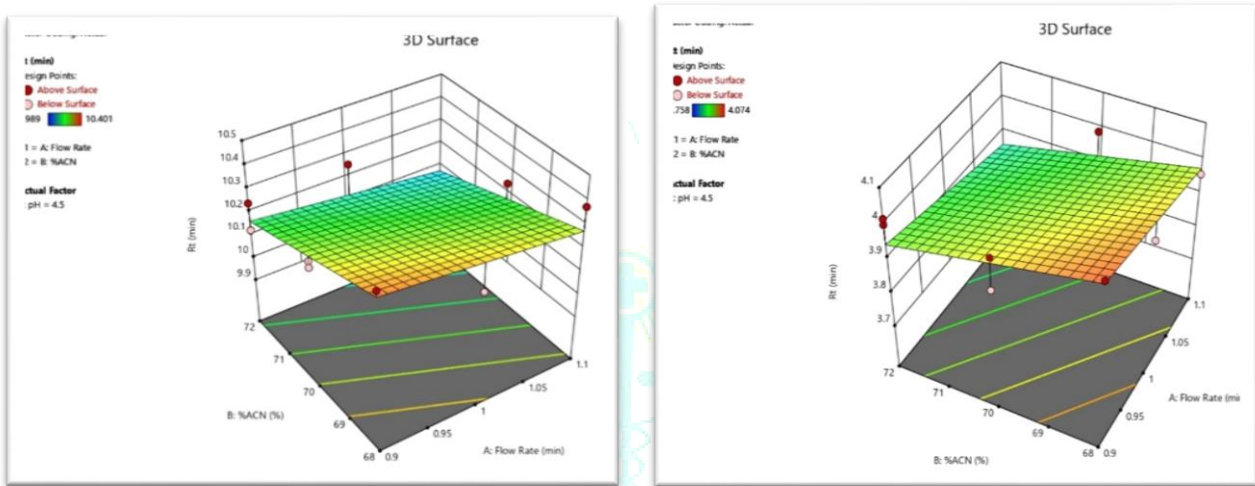 3D Surface
t (min)
esign Points:
Above Surface
Below Surface
989 10.401
1 = A: Flow Rate
2 = B: %ACN
ctual Factor
: pH = 4.5
10.5
10.4
10.3
10.2
10.1
10
9.9
Rt (min)
72
71
70
69
68
B: %ACN (%)
0.9
0.95
1
1.05
1.1
A: Flow Rate (min)
3D Surface
t (min)
esign Points:
Above Surface
Below Surface
.758 4.074
1 = A: Flow Rate
2 = B: %ACN
ctual Factor
: pH = 4.5
4.1
4
3.9
3.8
3.7
Rt (min)
72
71
70
69
68
B: %ACN (%)
0.9
0.95
1
1.05
1.1
A: Flow Rate (mi